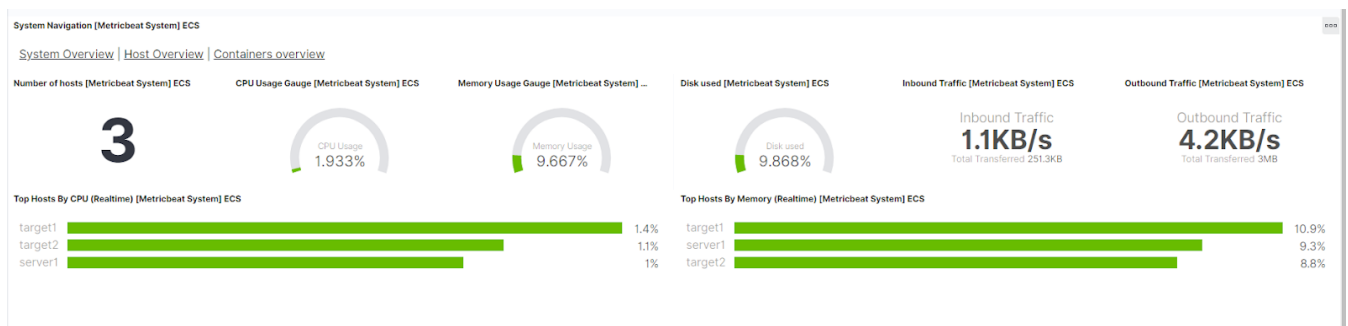 System Navigation [Metricbeat System] ECS
System Overview | Host Overview | Containers overview
Number of hosts [Metricbeat System] ECS
3
CPU Usage Gauge [Metricbeat System] ECS
CPU Usage
1.933%
Memory Usage Gauge [Metricbeat System] ...
Memory Usage
9.667%
Disk used [Metricbeat System] ECS
Disk used
9.868%
Inbound Traffic [Metricbeat System] ECS
Inbound Traffic
1.1KB/s
Total Transferred 251.3KB
Outbound Traffic [Metricbeat System] ECS
Outbound Traffic
4.2KB/s
Total Transferred 3MB
Top Hosts By CPU (Realtime) [Metricbeat System] ECS
target1 1.4%
target2 1.1%
server1 1%
Top Hosts By Memory (Realtime) [Metricbeat System] ECS
target1 10.9%
server1 9.3%
target2 8.8%